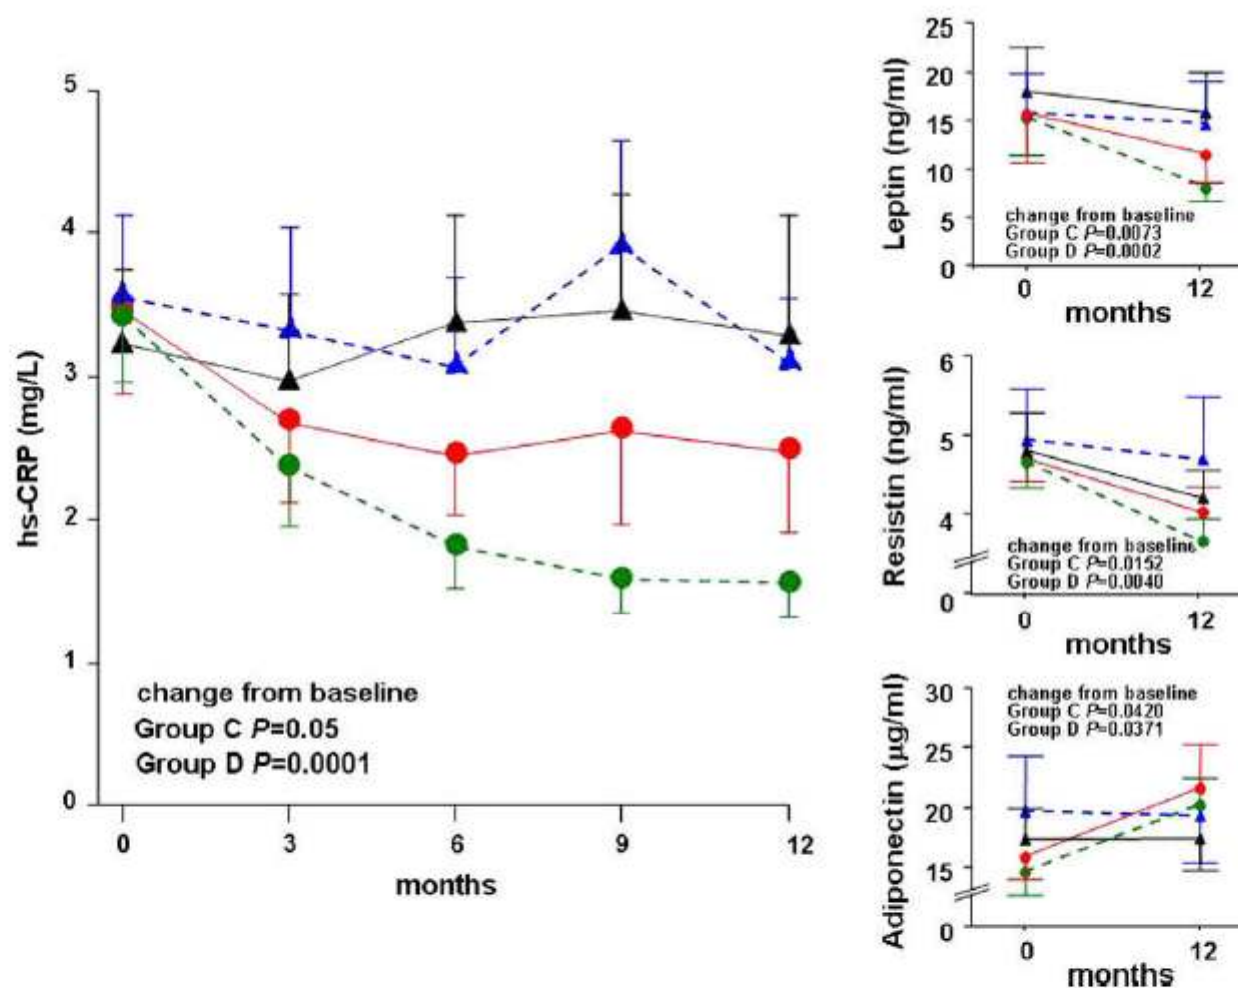 5
4
3
2
1
0
hs-CRP (mg/L)
change from baseline
Group C P=0.05
Group D P=0.0001
0 3 6 9 12
months
25
20
15
10
5
0
Leptin (ng/ml)
change from baseline
Group C P=0.0073
Group D P=0.0002
0 12
months
6
5
4
0
Resistin (ng/ml)
change from baseline
Group C P=0.0152
Group D P=0.0040
0 12
months
30
25
20
15
0
Adiponectin (µg/ml)
change from baseline
Group C P=0.0420
Group D P=0.0371
0 12
months